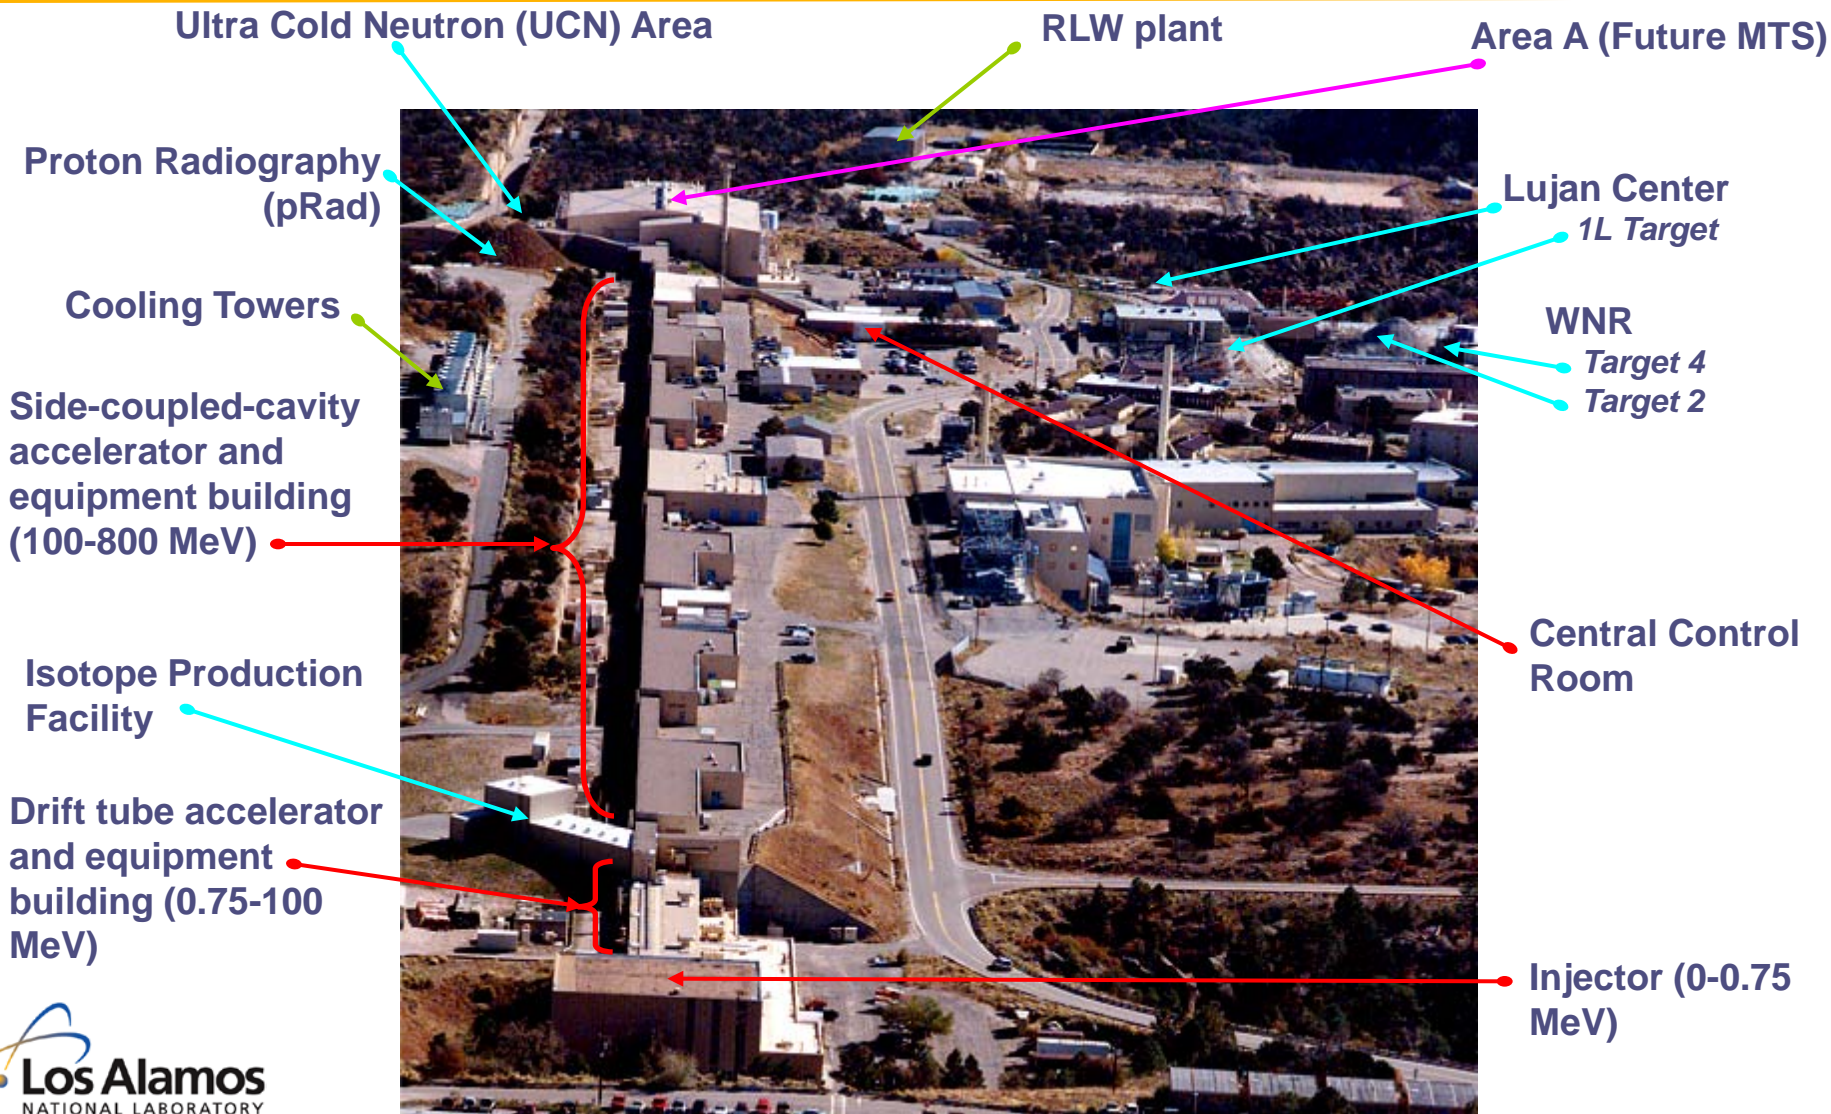 Ultra Cold Neutron (UCN) Area
RLW plant
Area A (Future MTS)
Proton Radiography
(pRad)
Lujan Center
1L Target
Cooling Towers
WNR
Target 4
Target 2
Side-coupled-cavity
accelerator and
equipment building
(100-800 MeV)
Central Control
Room
Isotope Production
Facility
Drift tube accelerator
and equipment
building (0.75-100
MeV)
Injector (0-0.75
MeV)
Los Alamos
NATIONAL LABORATORY